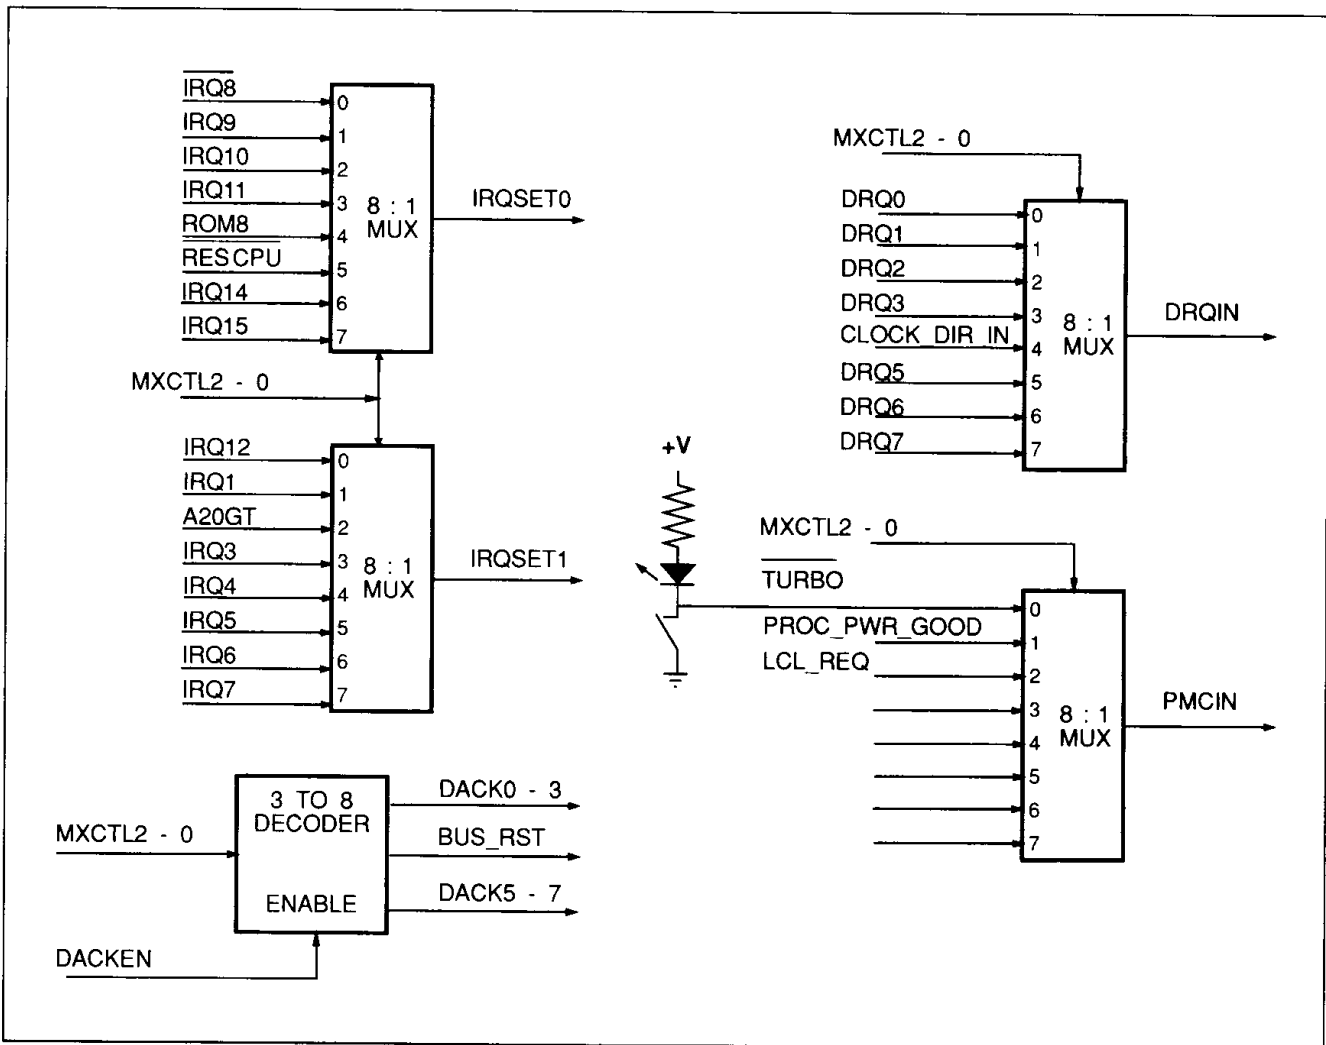 IRQ8
0
IRQ9
1
IRQ10
2
IRQ11
3
ROM8
4
RESCPU
5
IRQ14
6
IRQ15
7
8 : 1
MUX
IRQSET0
MXCTL2 - 0
IRQ12
0
IRQ1
1
A20GT
2
IRQ3
3
IRQ4
4
IRQ5
5
IRQ6
6
IRQ7
7
8 : 1
MUX
IRQSET1
MXCTL2 - 0
3 TO 8
DECODER
ENABLE
DACKEN
DACK0 - 3
BUS_RST
DACK5 - 7
MXCTL2 - 0
DRQ0
0
DRQ1
1
DRQ2
2
DRQ3
3
CLOCK_DIR_IN
4
DRQ5
5
DRQ6
6
DRQ7
7
8 : 1
MUX
DRQIN
+V
MXCTL2 - 0
TURBO
0
PROC_PWR_GOOD
1
LCL_REQ
2
3
4
5
6
7
8 : 1
MUX
PMCIN